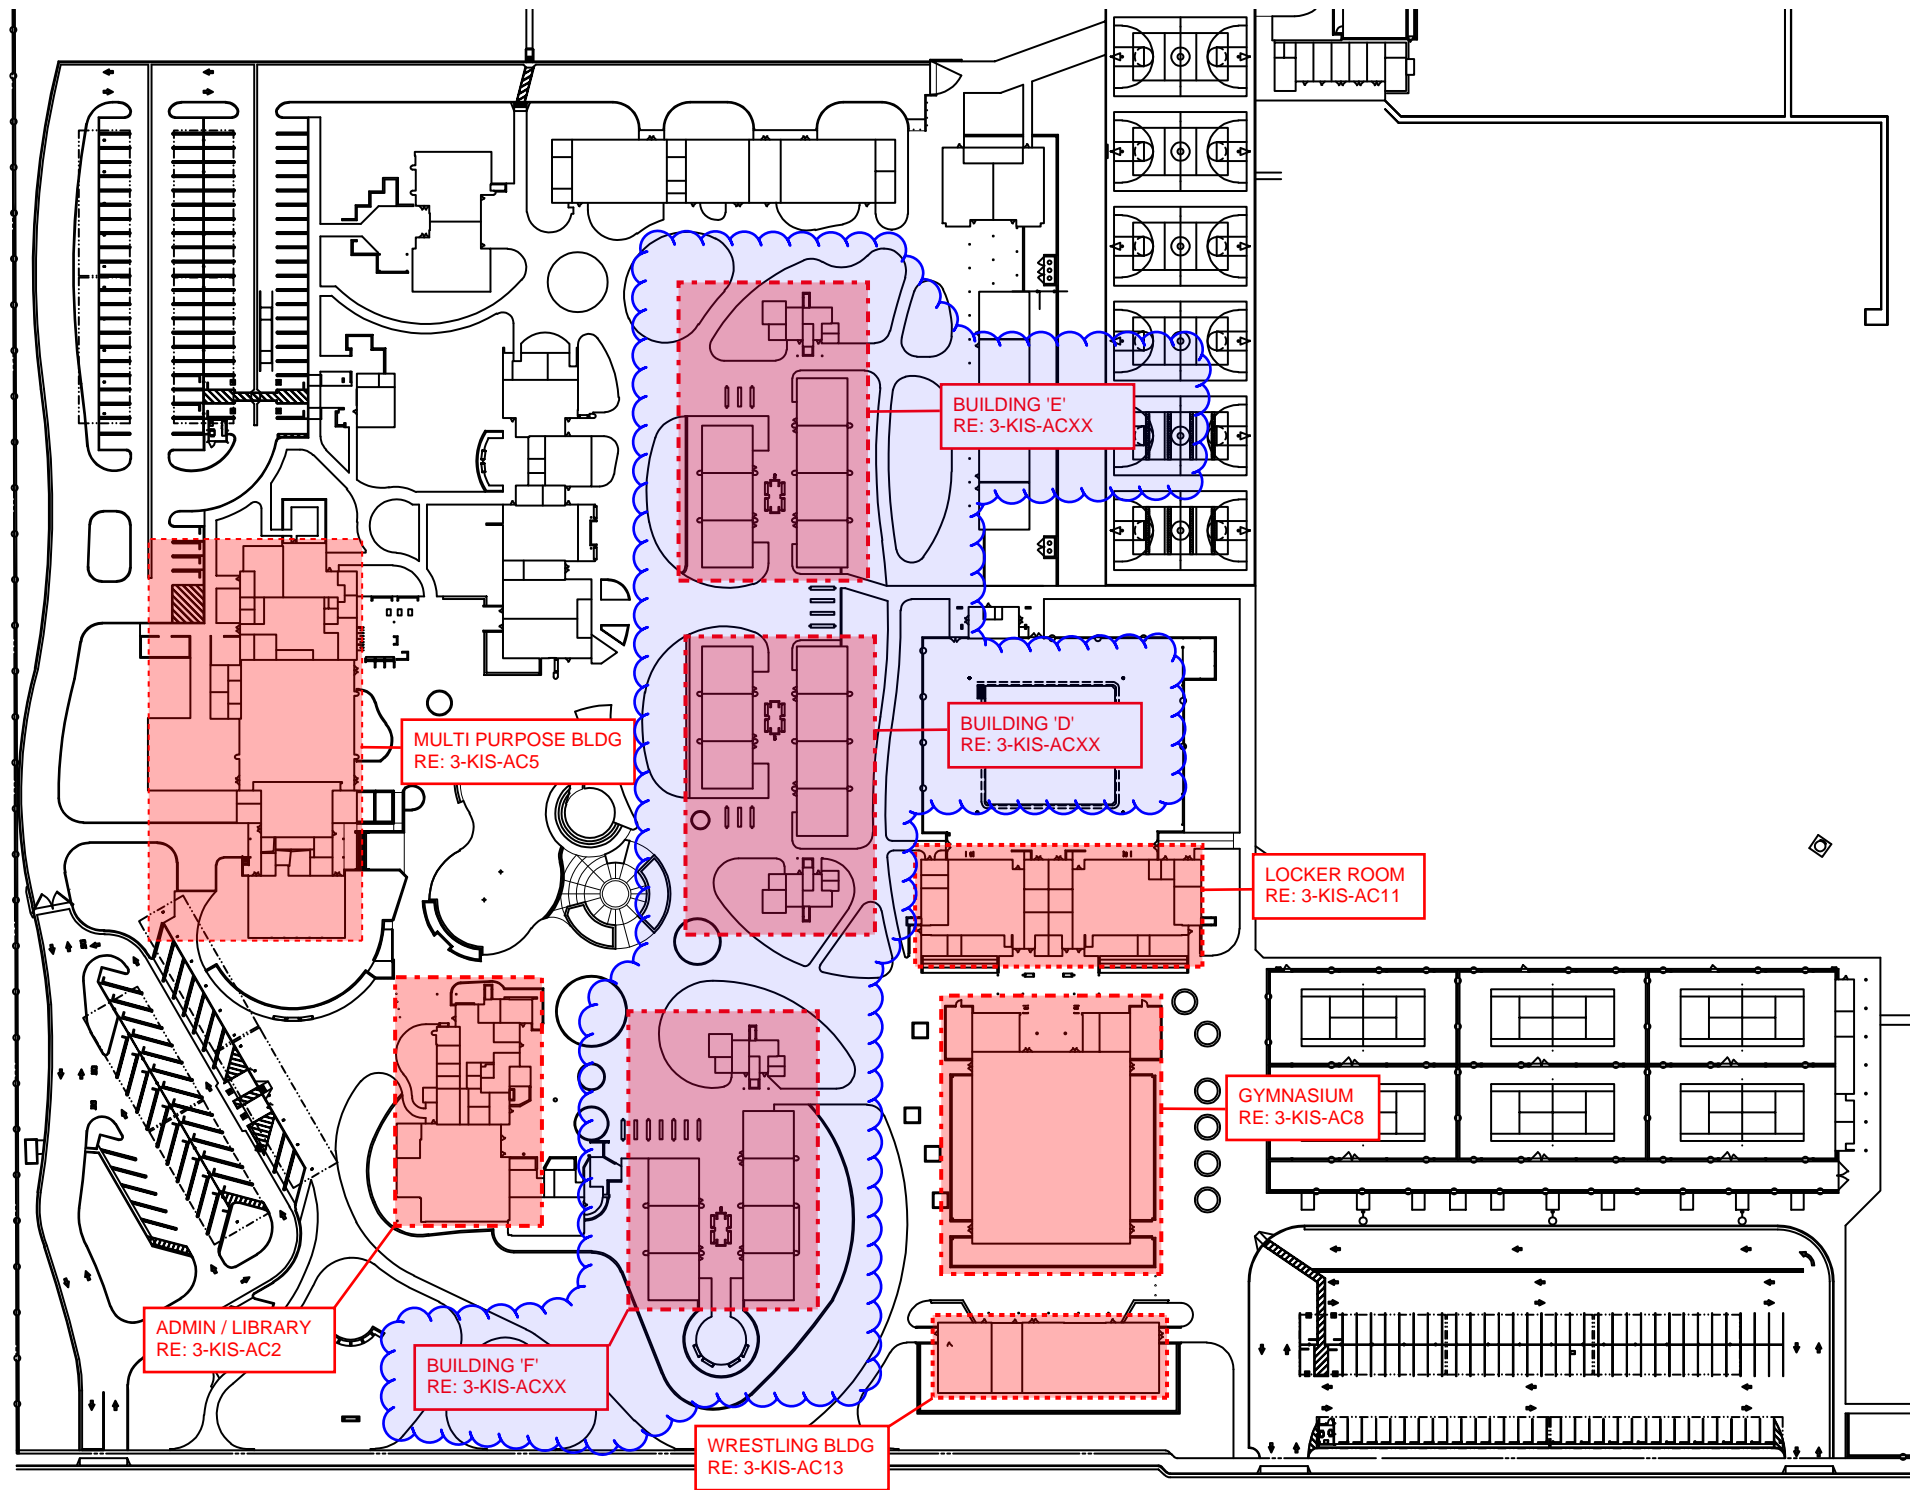 BUILDING 'E'
RE: 3-KIS-ACXX
BUILDING 'D'
RE: 3-KIS-ACXX
MULTI PURPOSE BLDG
RE: 3-KIS-AC5
LOCKER ROOM
RE: 3-KIS-AC11
GYMNASIUM
RE: 3-KIS-AC8
ADMIN / LIBRARY
RE: 3-KIS-AC2
BUILDING 'F'
RE: 3-KIS-ACXX
WRESTLING BLDG
RE: 3-KIS-AC13